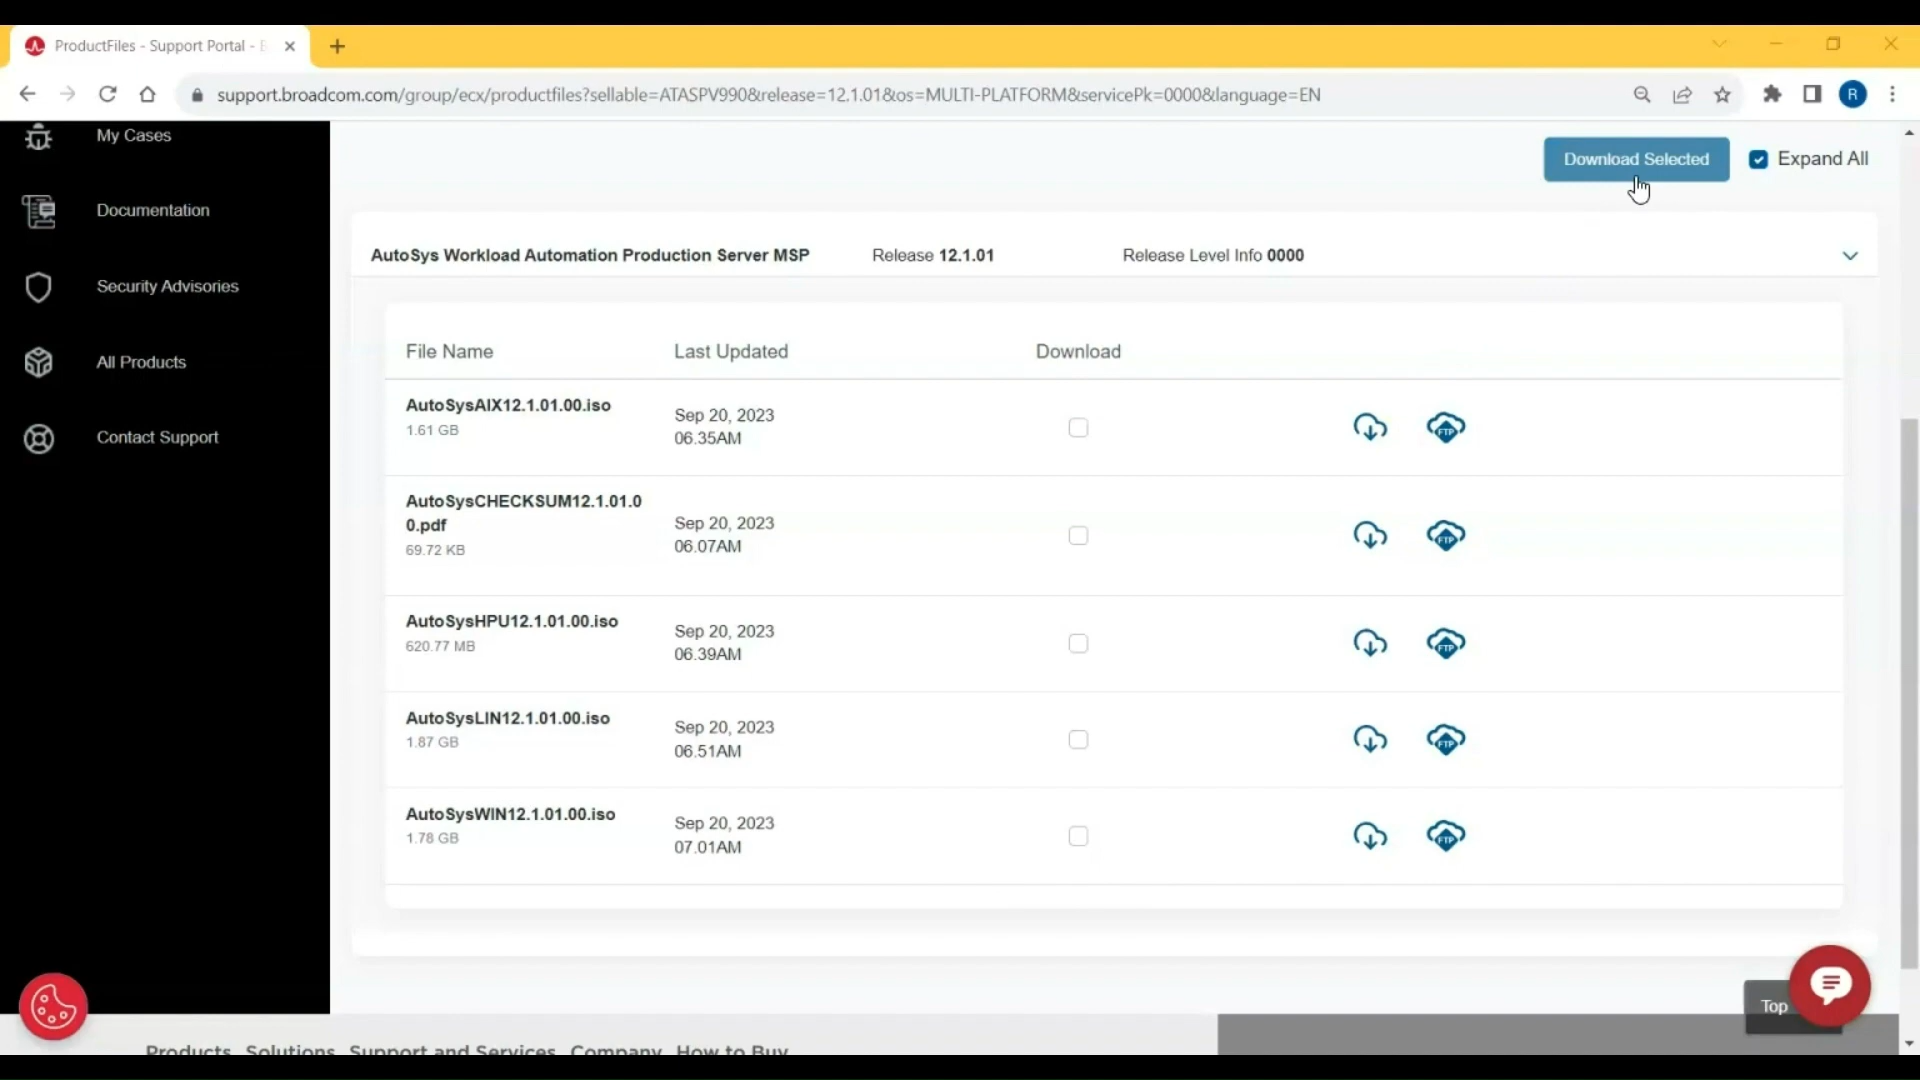 ProductFiles - Support Portal -
support.broadcom.com/group/ecx/productfiles?sellable=ATASPV990&release=12.1.01&os=MULTI-PLATFORM&servicePk=0000&language=EN
R
My Cases
Documentation
Security Advisories
All Products
Contact Support
Download Selected
Expand All
AutoSys Workload Automation Production Server MSP Release 12.1.01 Release Level Info 0000
File Name Last Updated Download
AutoSysAIX12.1.01.00.iso
1.61 GB
Sep 20, 2023
06.35AM
FTP
AutoSysCHECKSUM12.1.01.0
0.pdf
69.72 KB
Sep 20, 2023
06.07AM
FTP
AutoSysHPU12.1.01.00.iso
620.77 MB
Sep 20, 2023
06.39AM
FTP
AutoSysLIN12.1.01.00.iso
1.87 GB
Sep 20, 2023
06.51AM
FTP
AutoSysWIN12.1.01.00.iso
1.78 GB
Sep 20, 2023
07.01AM
FTP
Top
Products Solutions Support and Services Company How to Buy